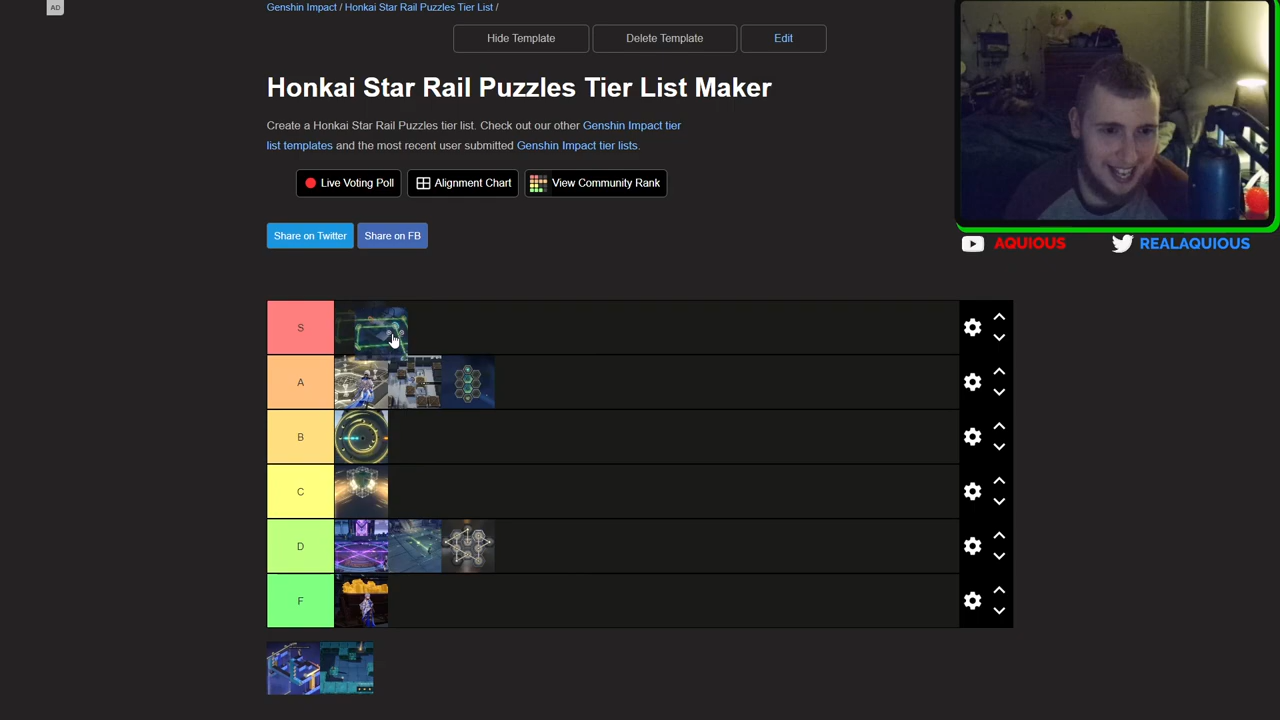 AD
Genshin Impact / Honkai Star Rail Puzzles Tier List /
Hide Template
Delete Template
Edit
Honkai Star Rail Puzzles Tier List Maker
Create a Honkai Star Rail Puzzles tier list. Check out our other Genshin Impact tier
list templates and the most recent user submitted Genshin Impact tier lists.
Live Voting Poll
Alignment Chart
View Community Rank
Share on Twitter
Share on FB
AQUIOUS
REALAQUIOUS
S
A
B
C
D
F